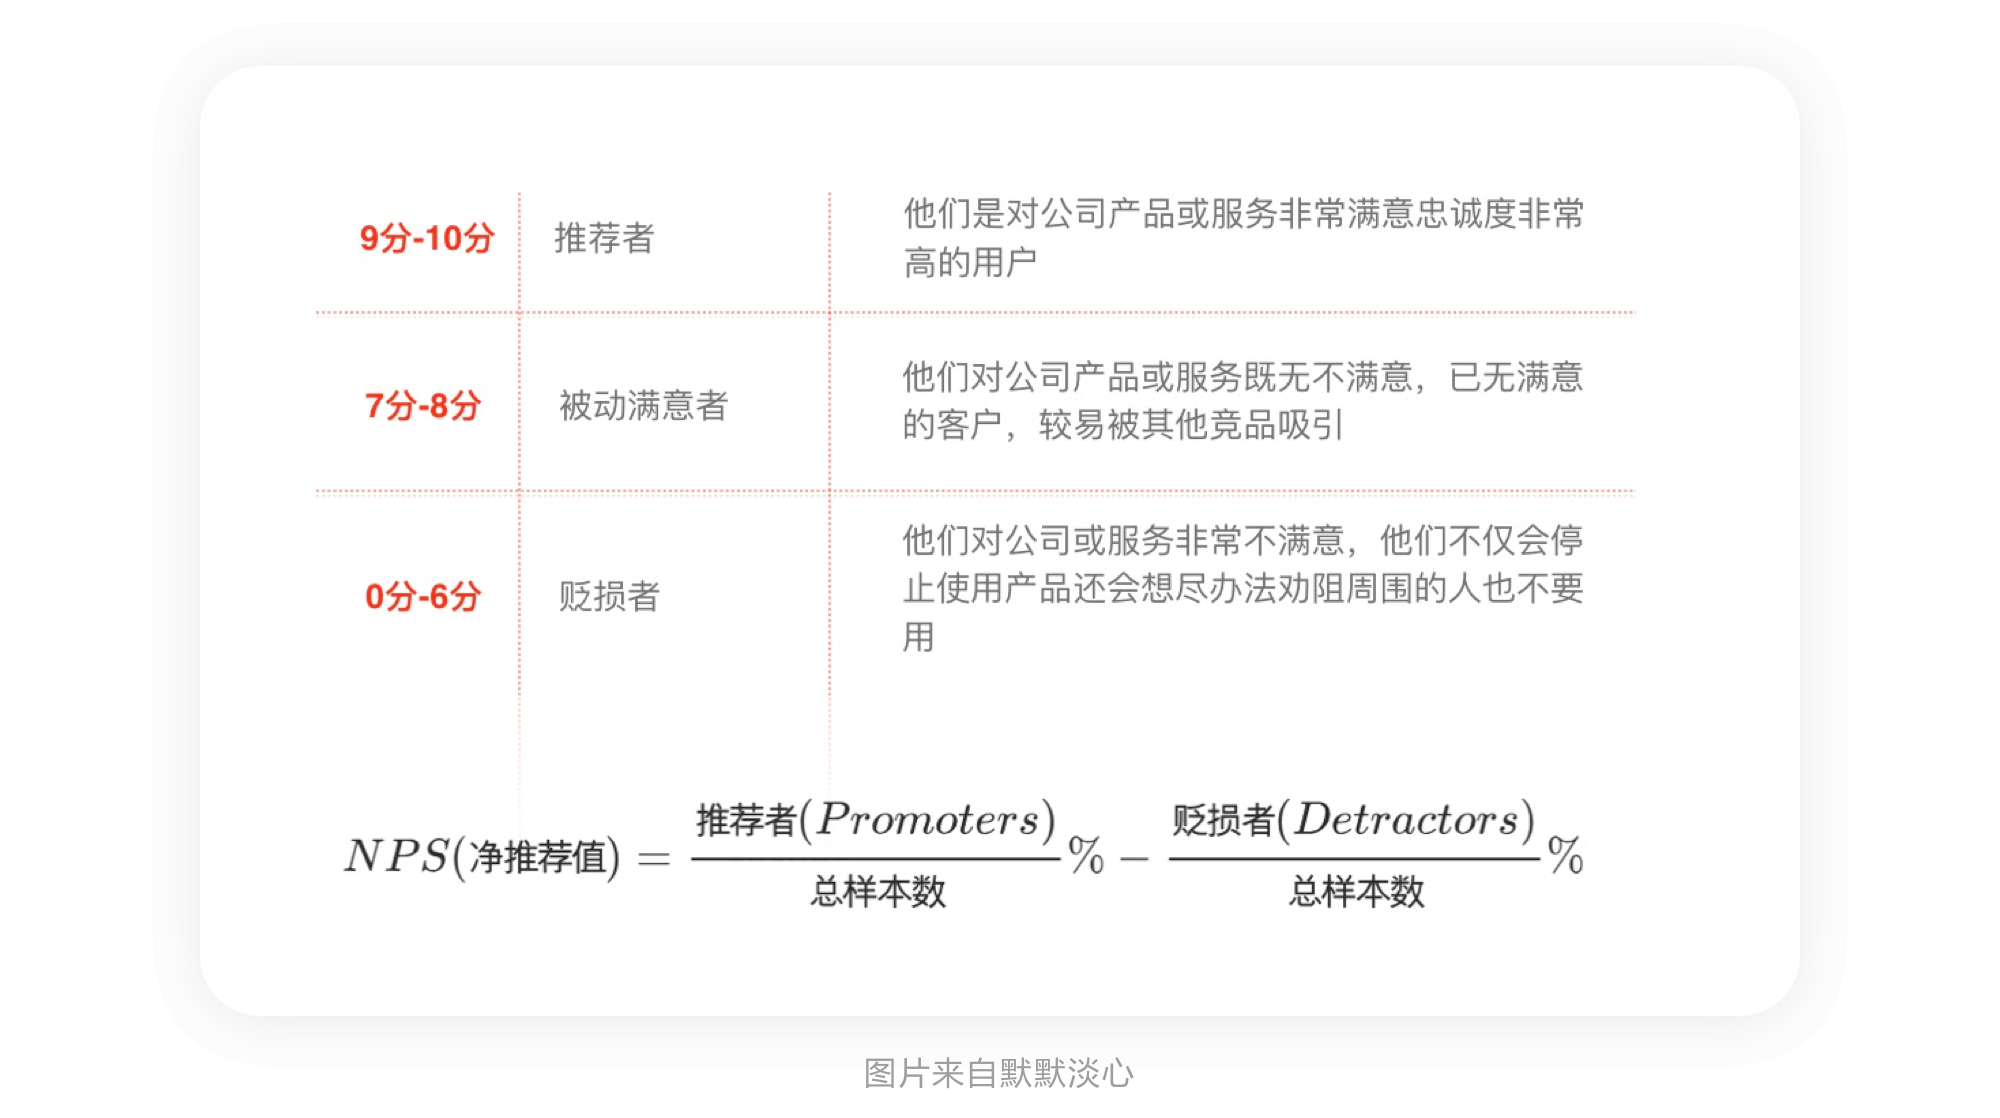 9分-10分
推荐者
他们是对公司产品或服务非常满意忠诚度非常
高的用户
7分-8分
被动满意者
他们对公司产品或服务既无不满意，已无满意
的客户，较易被其他竞品吸引
0分-6分
贬损者
他们对公司或服务非常不满意，他们不仅会停
止使用产品还会想尽办法劝阻周围的人也不要
用
NPS(净推荐值) = 推荐者(Promoters)/总样本数 % − 贬损者(Detractors)/总样本数 %
图片来自默默淡心